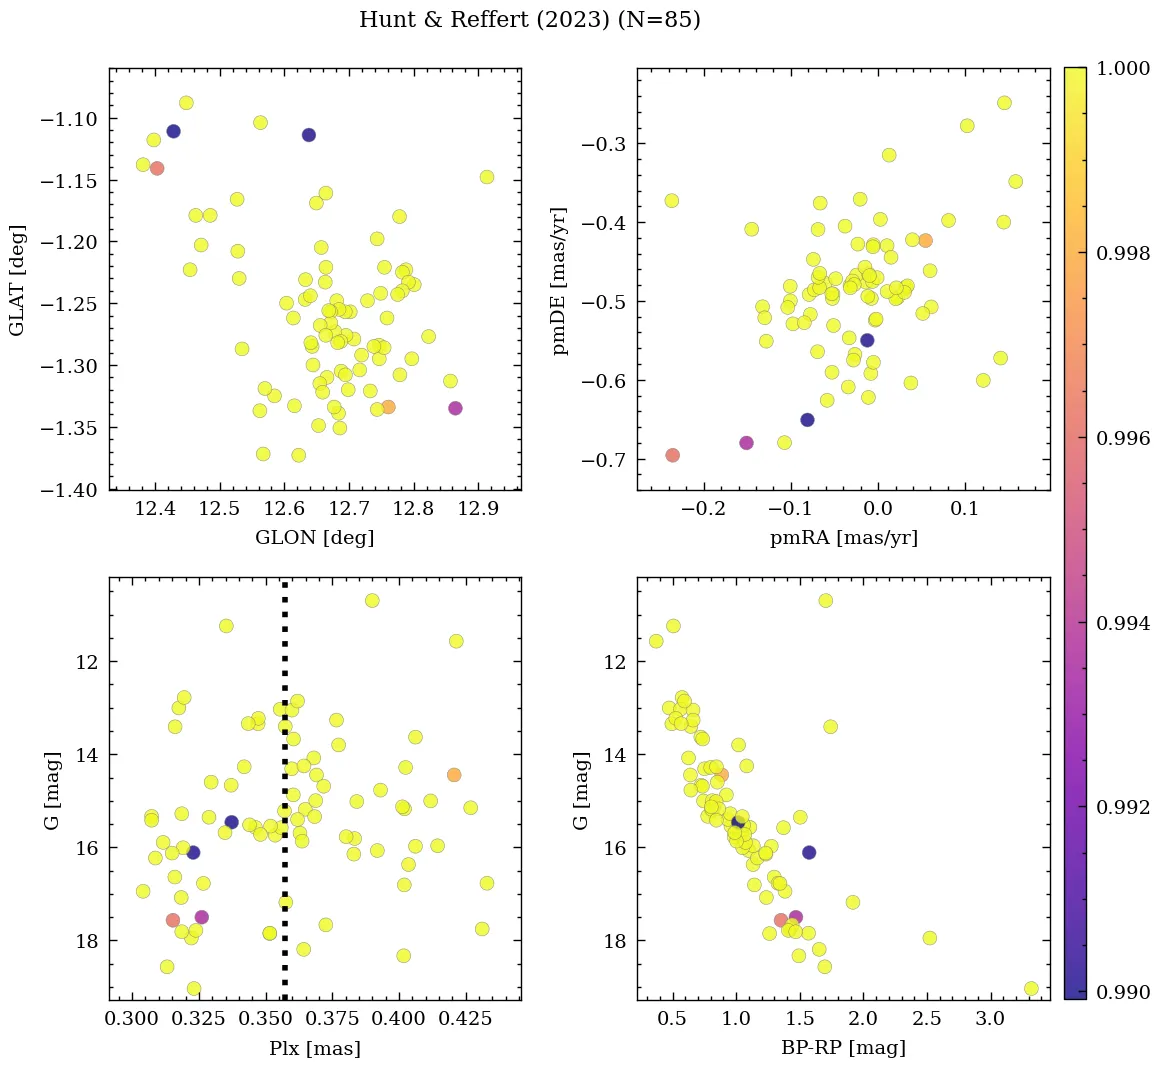 Hunt & Reffert (2023) (N=85)
−1.10
−1.15
−1.20
−1.25
−1.30
−1.35
−1.40
GLAT [deg]
12.4 12.5 12.6 12.7 12.8 12.9
GLON [deg]
−0.3
−0.4
−0.5
−0.6
−0.7
pmDE [mas/yr]
−0.2 −0.1 0.0 0.1
pmRA [mas/yr]
12
14
16
18
G [mag]
0.300 0.325 0.350 0.375 0.400 0.425
Plx [mas]
12
14
16
18
G [mag]
0.5 1.0 1.5 2.0 2.5 3.0
BP-RP [mag]
1.000
0.998
0.996
0.994
0.992
0.990